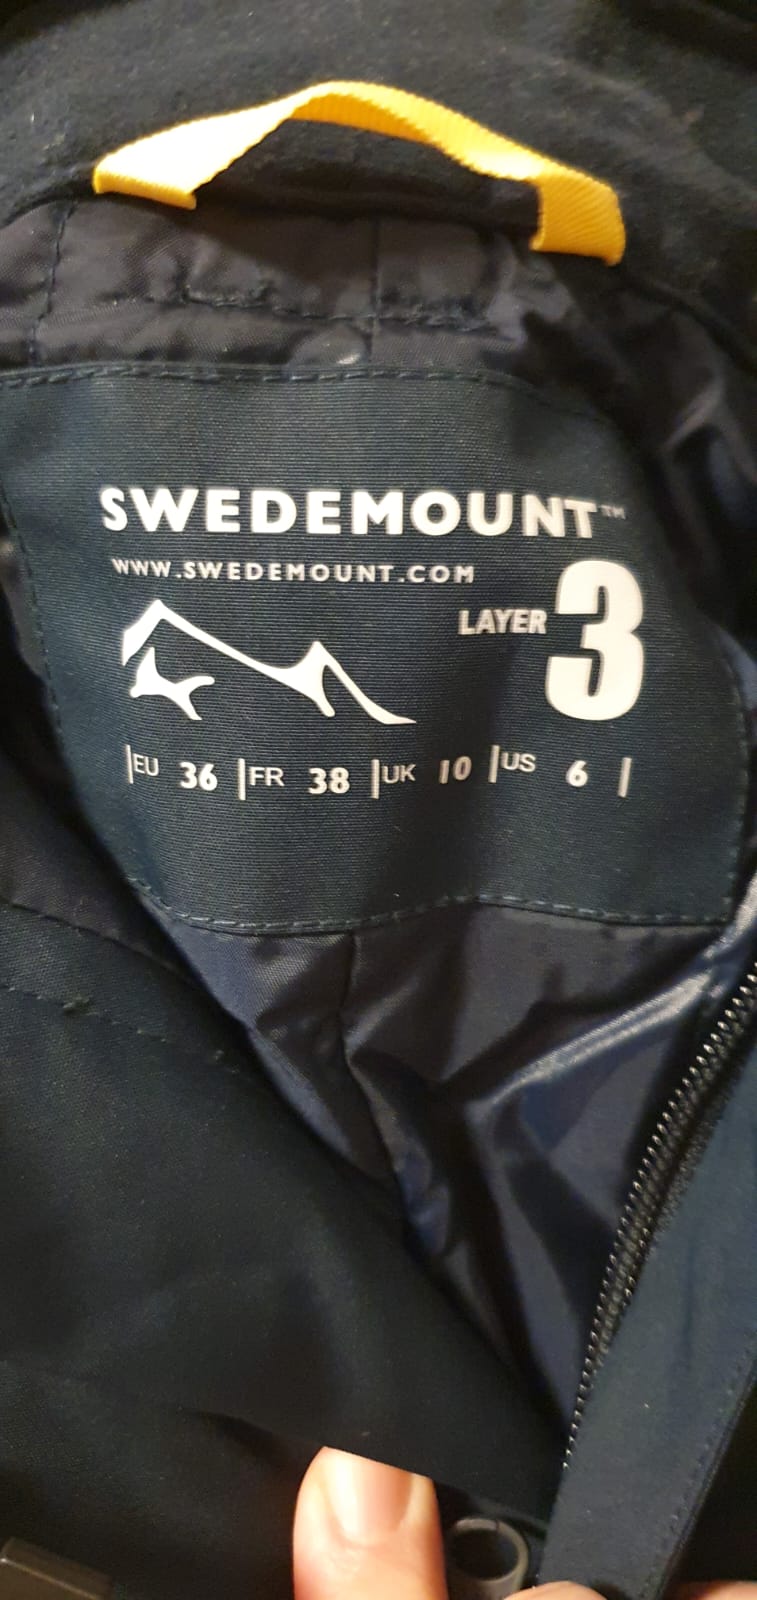 SWEDEMOUNT™
WWW.SWEDEMOUNT.COM
LAYER 3
|EU 36 |FR 38 |UK 10 |US 6 |